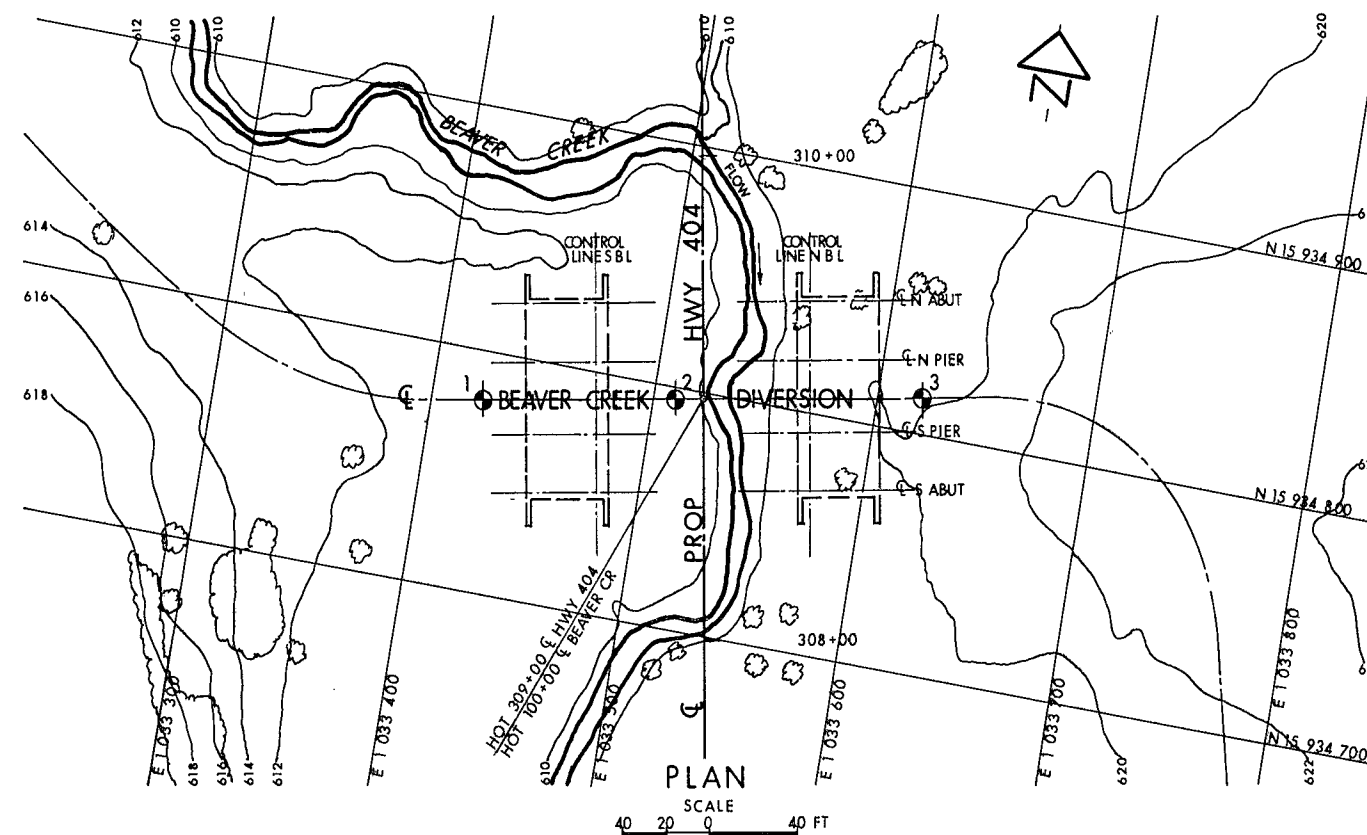 612
610
610
610
610
620
N
BEAVER CREEK
310+00
FLOW
614
CONTROL
LINE S B L
HWY 404
CONTROL
LINE N B L
N 15 934 900
616
℄ N ABUT
℄ N PIER
618
℄
1
BEAVER CREEK
2
DIVERSION
3
℄ S PIER
℄ S ABUT
N 15 934 800
PROP
HOT 309+00 ℄ HWY 404
HOT 100+00 ℄ BEAVER CR
308+00
℄
E 1 033 300
E 1 033 400
E 1 033 500
E 1 033 600
E 1 033 700
E 1 033 800
N 15 934 700
618
616
614
612
610
620
622
PLAN
SCALE
40 20 0 40 FT